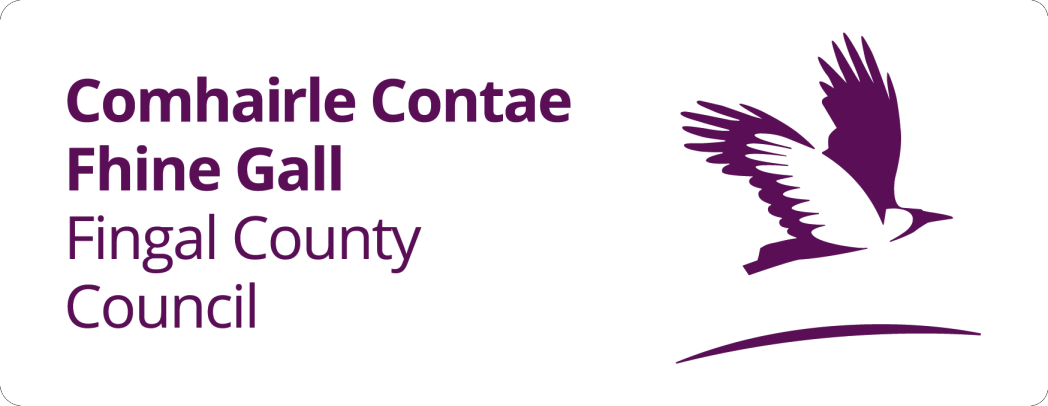 Comhairle Contae
Fhine Gall
Fingal County
Council